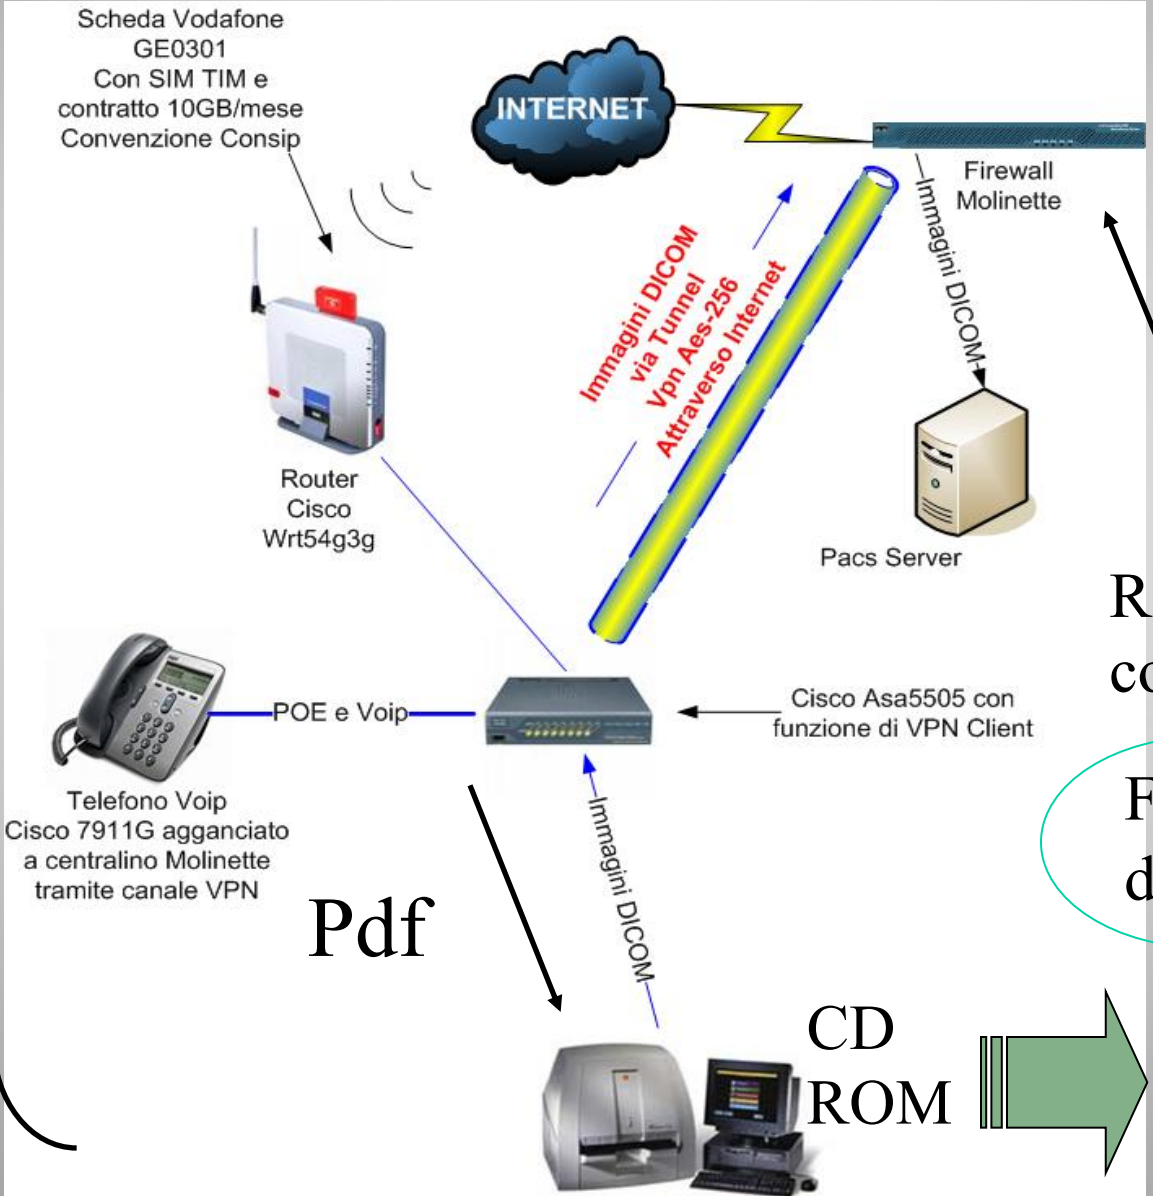 Scheda Vodafone
GE0301
Con SIM TIM e
contratto 10GB/mese
Convenzione Consip
INTERNET
Firewall
Molinette
Immagini DICOM
Immagini DICOM
via Tunnel
Vpn Aes-256
Attraverso Internet
Router
Cisco
Wrt54g3g
Pacs Server
R
co
POE e Voip
Cisco Asa5505 con
funzione di VPN Client
Telefono Voip
Cisco 7911G agganciato
a centralino Molinette
tramite canale VPN
F
d
Immagini DICOM
Pdf
CD
ROM